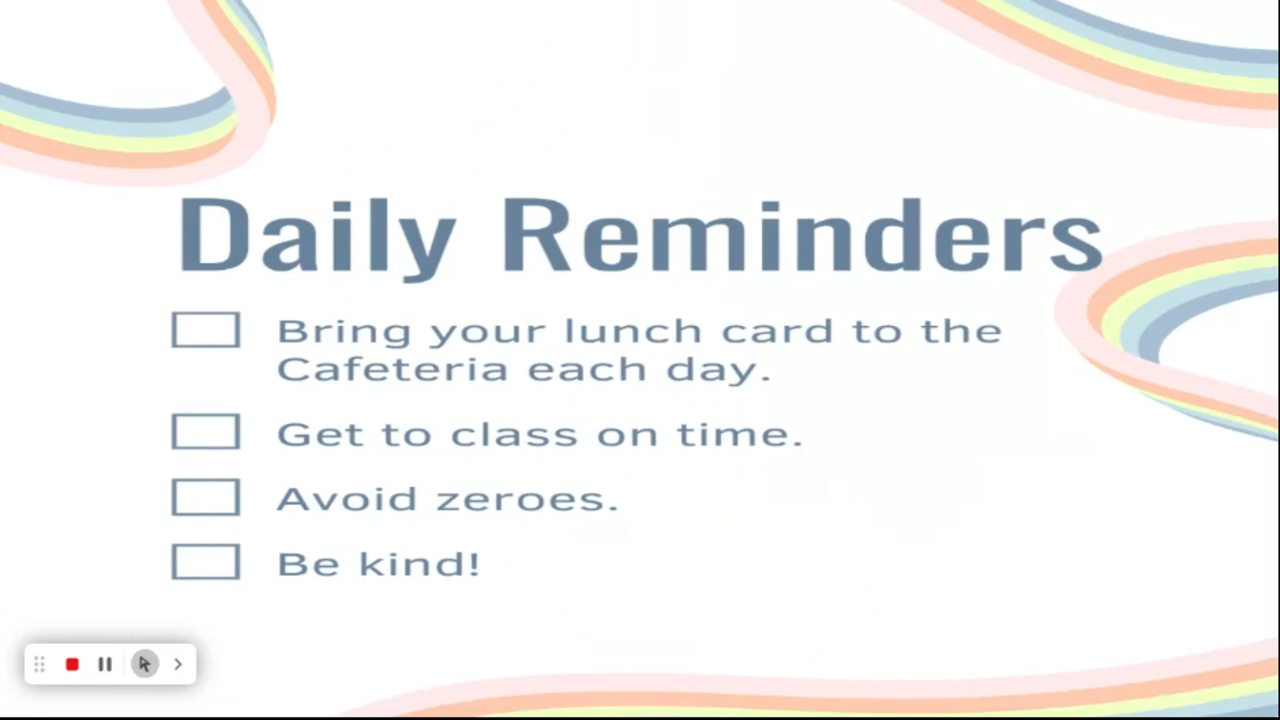 Daily Reminders
Bring your lunch card to the
Cafeteria each day.
Get to class on time.
Avoid zeroes.
Be kind!